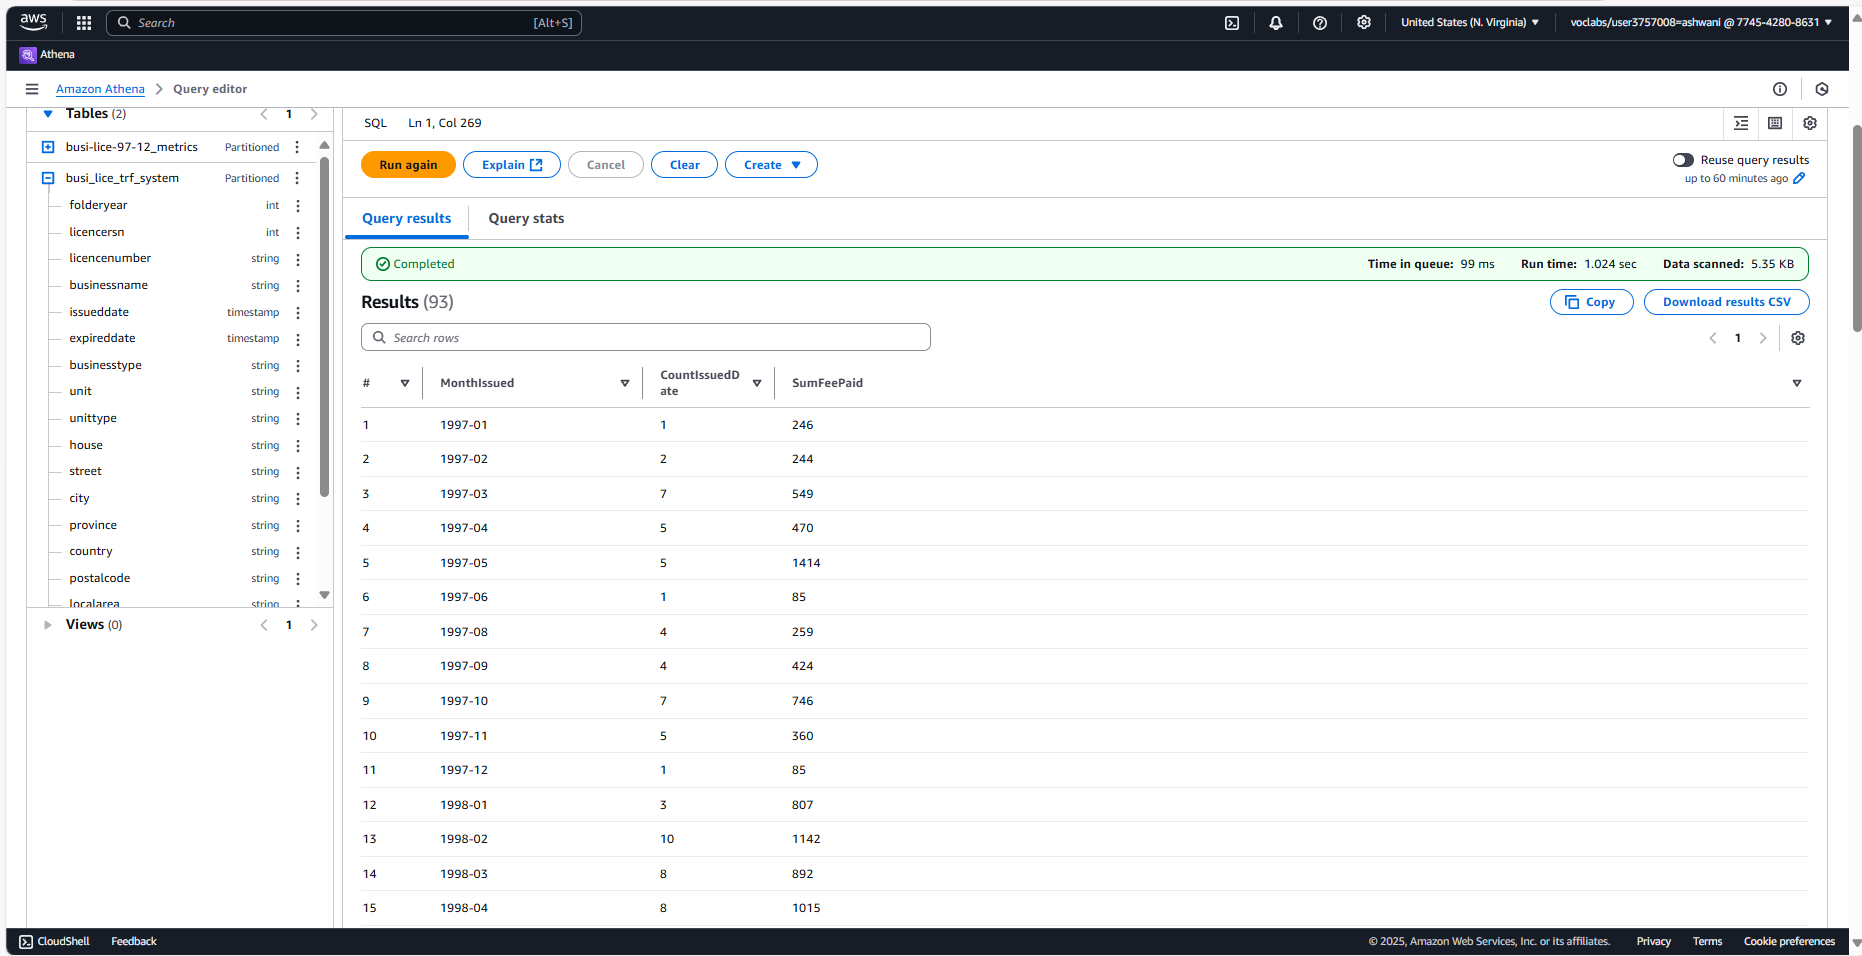 aws
Search [Alt+S] United States (N. Virginia) voclabs/user3757008=ashwani @ 7745-4280-8631
Athena
Amazon Athena > Query editor
Tables (2) 1
busi-lice-97-12_metrics Partitioned
busi_lice_trf_system Partitioned
folderyear int
licencersn int
licencenumber string
businessname string
issueddate timestamp
expireddate timestamp
businesstype string
unit string
unittype string
house string
street string
city string
province string
country string
postalcode string
localarea string
Views (0) 1
SQL Ln 1, Col 269
Run again Explain Cancel Clear Create
Reuse query results
up to 60 minutes ago
Query results Query stats
Completed Time in queue: 99 ms Run time: 1.024 sec Data scanned: 5.35 KB
Results (93) Copy Download results CSV
Search rows 1
# MonthIssued CountIssuedD
ate SumFeePaid
1 1997-01 1 246
2 1997-02 2 244
3 1997-03 7 549
4 1997-04 5 470
5 1997-05 5 1414
6 1997-06 1 85
7 1997-08 4 259
8 1997-09 4 424
9 1997-10 7 746
10 1997-11 5 360
11 1997-12 1 85
12 1998-01 3 807
13 1998-02 10 1142
14 1998-03 8 892
15 1998-04 8 1015
CloudShell Feedback © 2025, Amazon Web Services, Inc. or its affiliates. Privacy Terms Cookie preferences